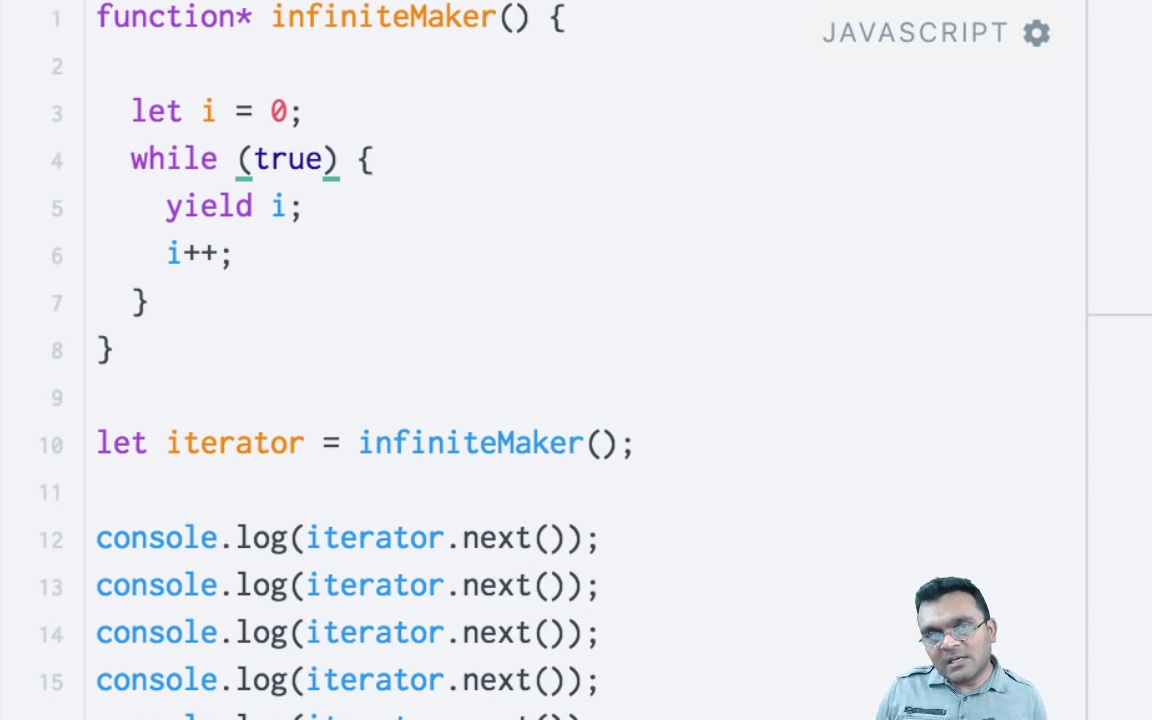 1 function* infiniteMaker() {
JAVASCRIPT
2
3 let i = 0;
4 while (true) {
5 yield i;
6 i++;
7 }
8 }
9
10 let iterator = infiniteMaker();
11
12 console.log(iterator.next());
13 console.log(iterator.next());
14 console.log(iterator.next());
15 console.log(iterator.next());